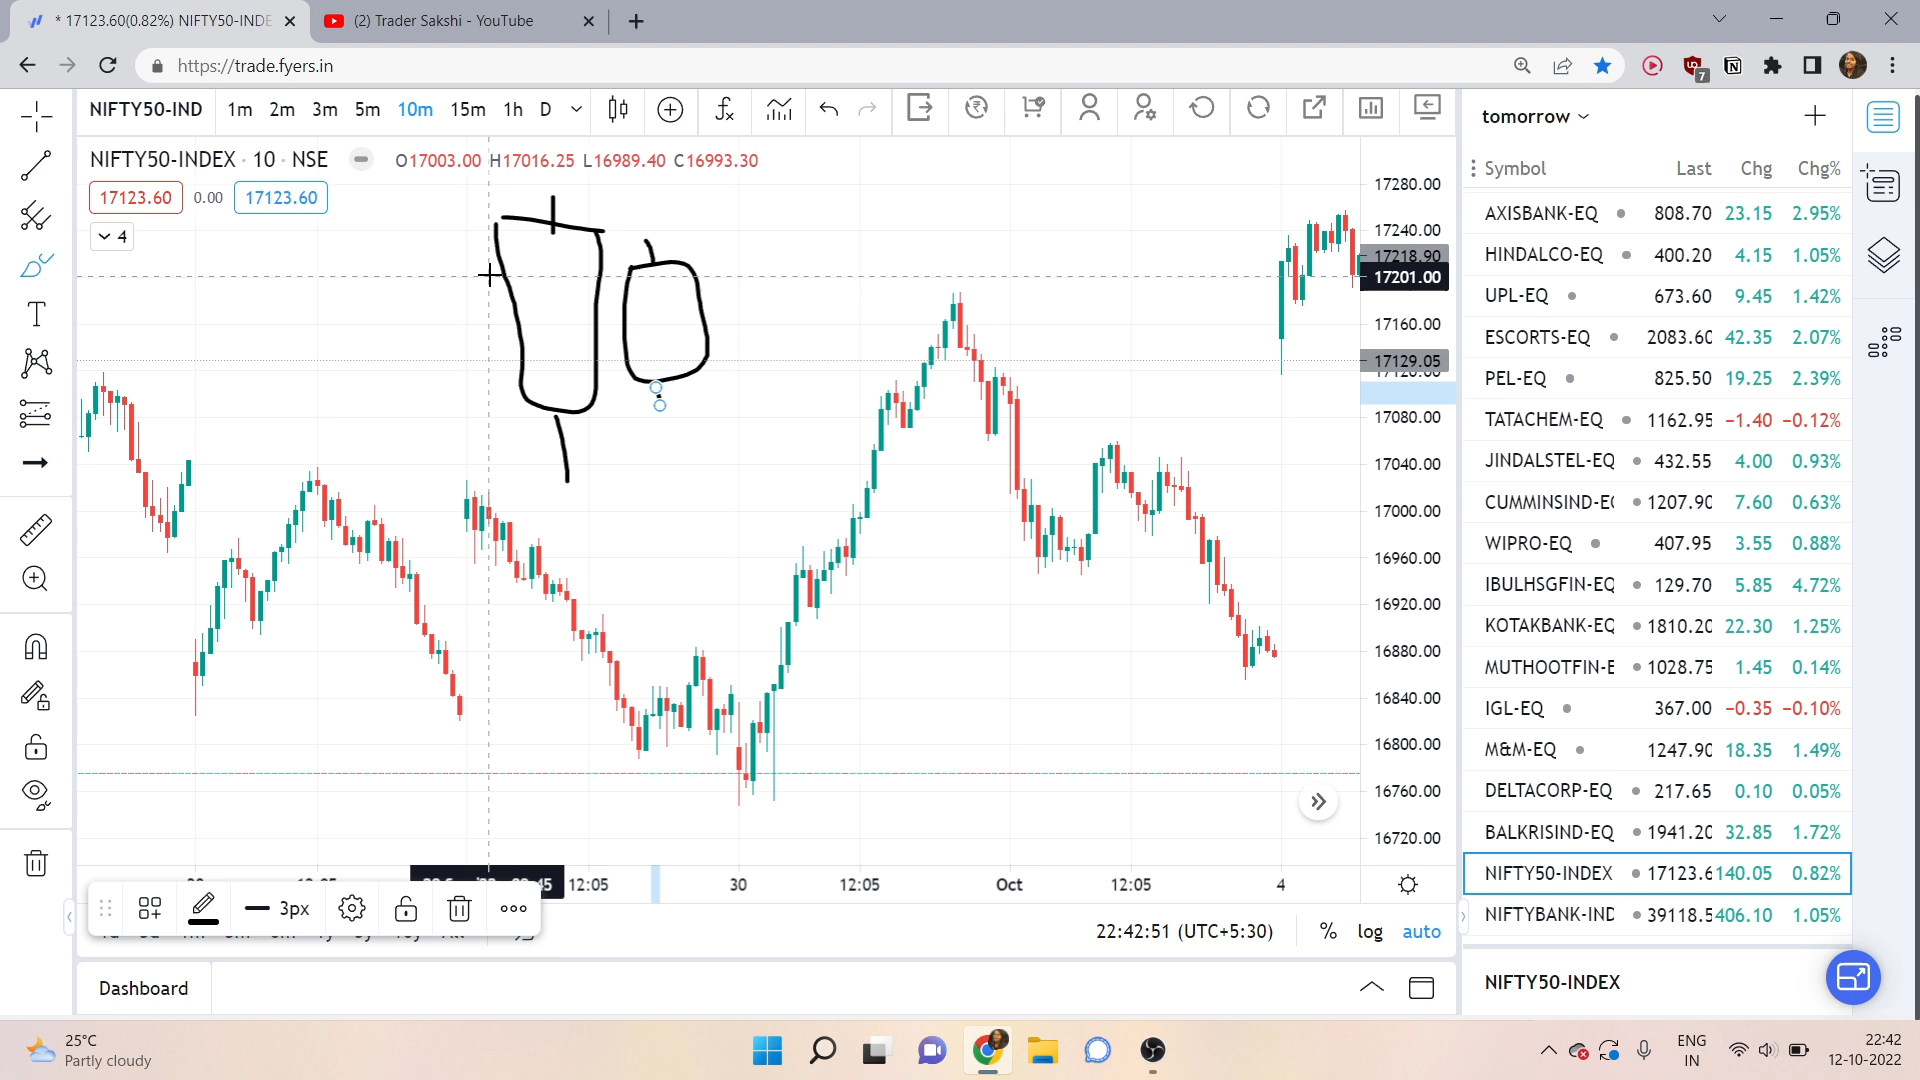 * 17123.60(0.82%) NIFTY50-INDE
(2) Trader Sakshi - YouTube
https://trade.fyers.in
7
NIFTY50-IND 1m 2m 3m 5m 10m 15m 1h D
NIFTY50-INDEX · 10 · NSE O17003.00 H17016.25 L16989.40 C16993.30
17123.60 0.00 17123.60
4
17280.00
17240.00
17218.90
17201.00
17160.00
17129.05
17080.00
17040.00
17000.00
16960.00
16920.00
16880.00
16840.00
16800.00
16760.00
16720.00
12:05 30 12:05 Oct 12:05 4
3px
22:42:51 (UTC+5:30) % log auto
Dashboard
tomorrow
Symbol Last Chg Chg%
AXISBANK-EQ 808.70 23.15 2.95%
HINDALCO-EQ 400.20 4.15 1.05%
UPL-EQ 673.60 9.45 1.42%
ESCORTS-EQ 2083.60 42.35 2.07%
PEL-EQ 825.50 19.25 2.39%
TATACHEM-EQ 1162.95 −1.40 −0.12%
JINDALSTEL-EQ 432.55 4.00 0.93%
CUMMINSIND-E 1207.90 7.60 0.63%
WIPRO-EQ 407.95 3.55 0.88%
IBULHSGFIN-EQ 129.70 5.85 4.72%
KOTAKBANK-EQ 1810.20 22.30 1.25%
MUTHOOTFIN-E 1028.75 1.45 0.14%
IGL-EQ 367.00 −0.35 −0.10%
M&M-EQ 1247.90 18.35 1.49%
DELTACORP-EQ 217.65 0.10 0.05%
BALKRISIND-EQ 1941.20 32.85 1.72%
NIFTY50-INDEX 17123.6 140.05 0.82%
NIFTYBANK-IND 39118.5 406.10 1.05%
NIFTY50-INDEX
25°C
Partly cloudy
ENG
IN
22:42
12-10-2022